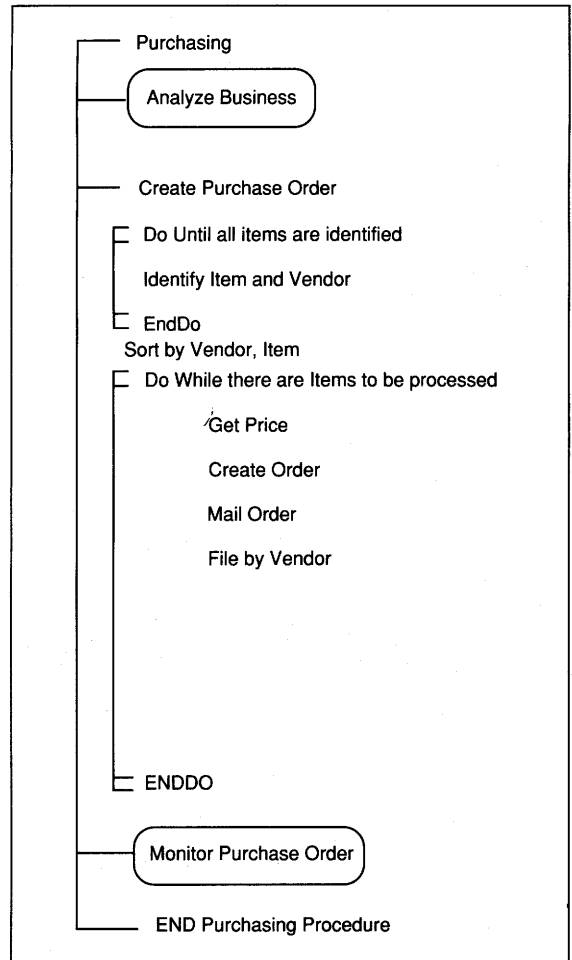 Purchasing
Analyze Business
Create Purchase Order
Do Until all items are identified
Identify Item and Vendor
EndDo
Sort by Vendor, Item
Do While there are Items to be processed
Get Price
Create Order
Mail Order
File by Vendor
ENDDO
Monitor Purchase Order
END Purchasing Procedure